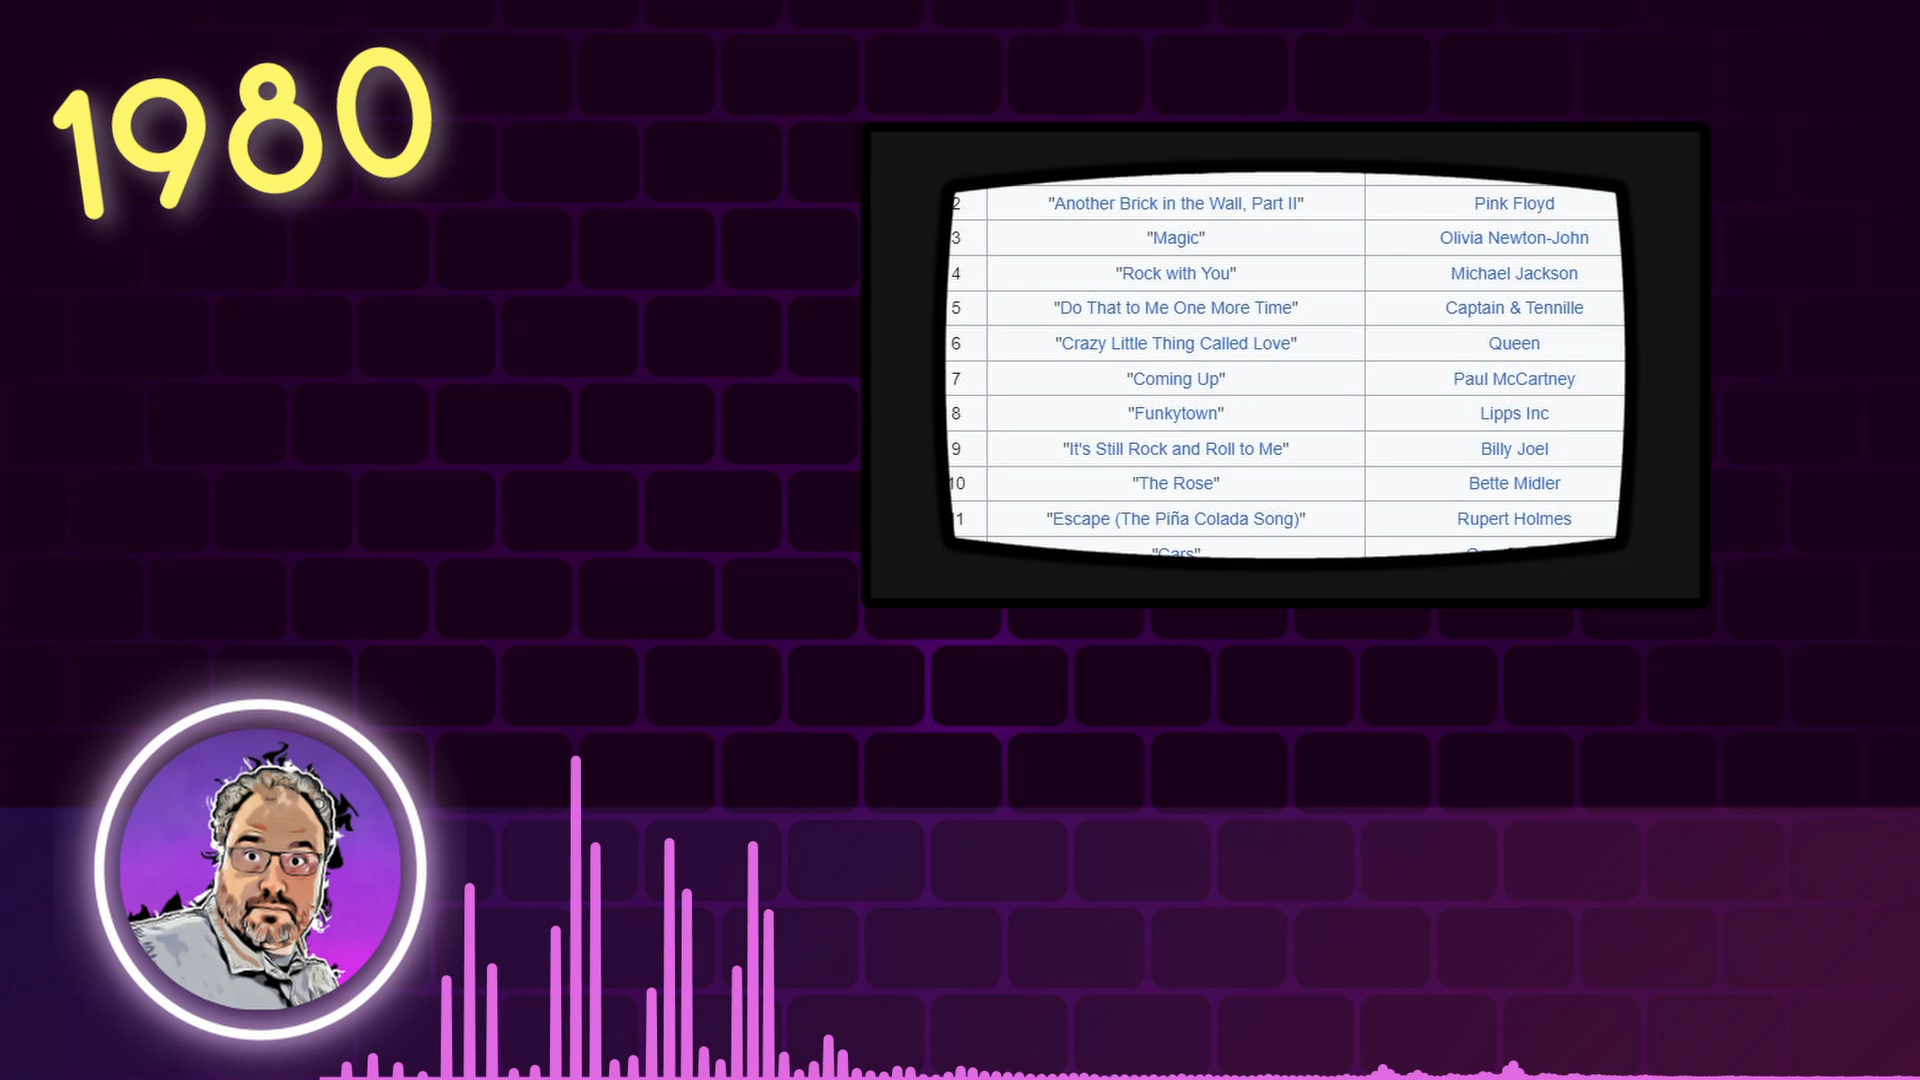 1980
2 "Another Brick in the Wall, Part II" Pink Floyd
3 "Magic" Olivia Newton-John
4 "Rock with You" Michael Jackson
5 "Do That to Me One More Time" Captain & Tennille
6 "Crazy Little Thing Called Love" Queen
7 "Coming Up" Paul McCartney
8 "Funkytown" Lipps Inc
9 "It's Still Rock and Roll to Me" Billy Joel
10 "The Rose" Bette Midler
11 "Escape (The Piña Colada Song)" Rupert Holmes
"Cars"